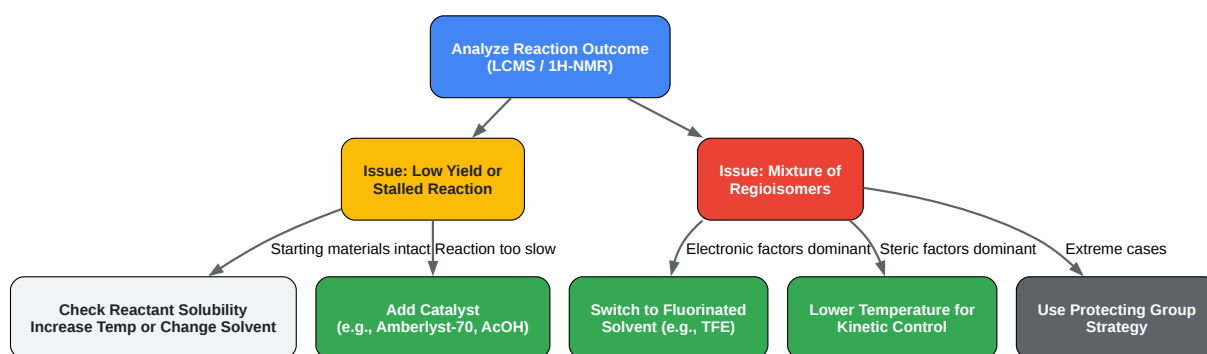 Analyze Reaction Outcome
(LCMS / 1H-NMR)
Issue: Low Yield or
Stalled Reaction
Issue: Mixture of
Regioisomers
Starting materials intact
Reaction too slow
Electronic factors dominant
Steric factors dominant
Extreme cases
Check Reactant Solubility
Increase Temp or Change Solvent
Add Catalyst
(e.g., Amberlyst-70, AcOH)
Switch to Fluorinated
Solvent (e.g., TFE)
Lower Temperature for
Kinetic Control
Use Protecting Group
Strategy